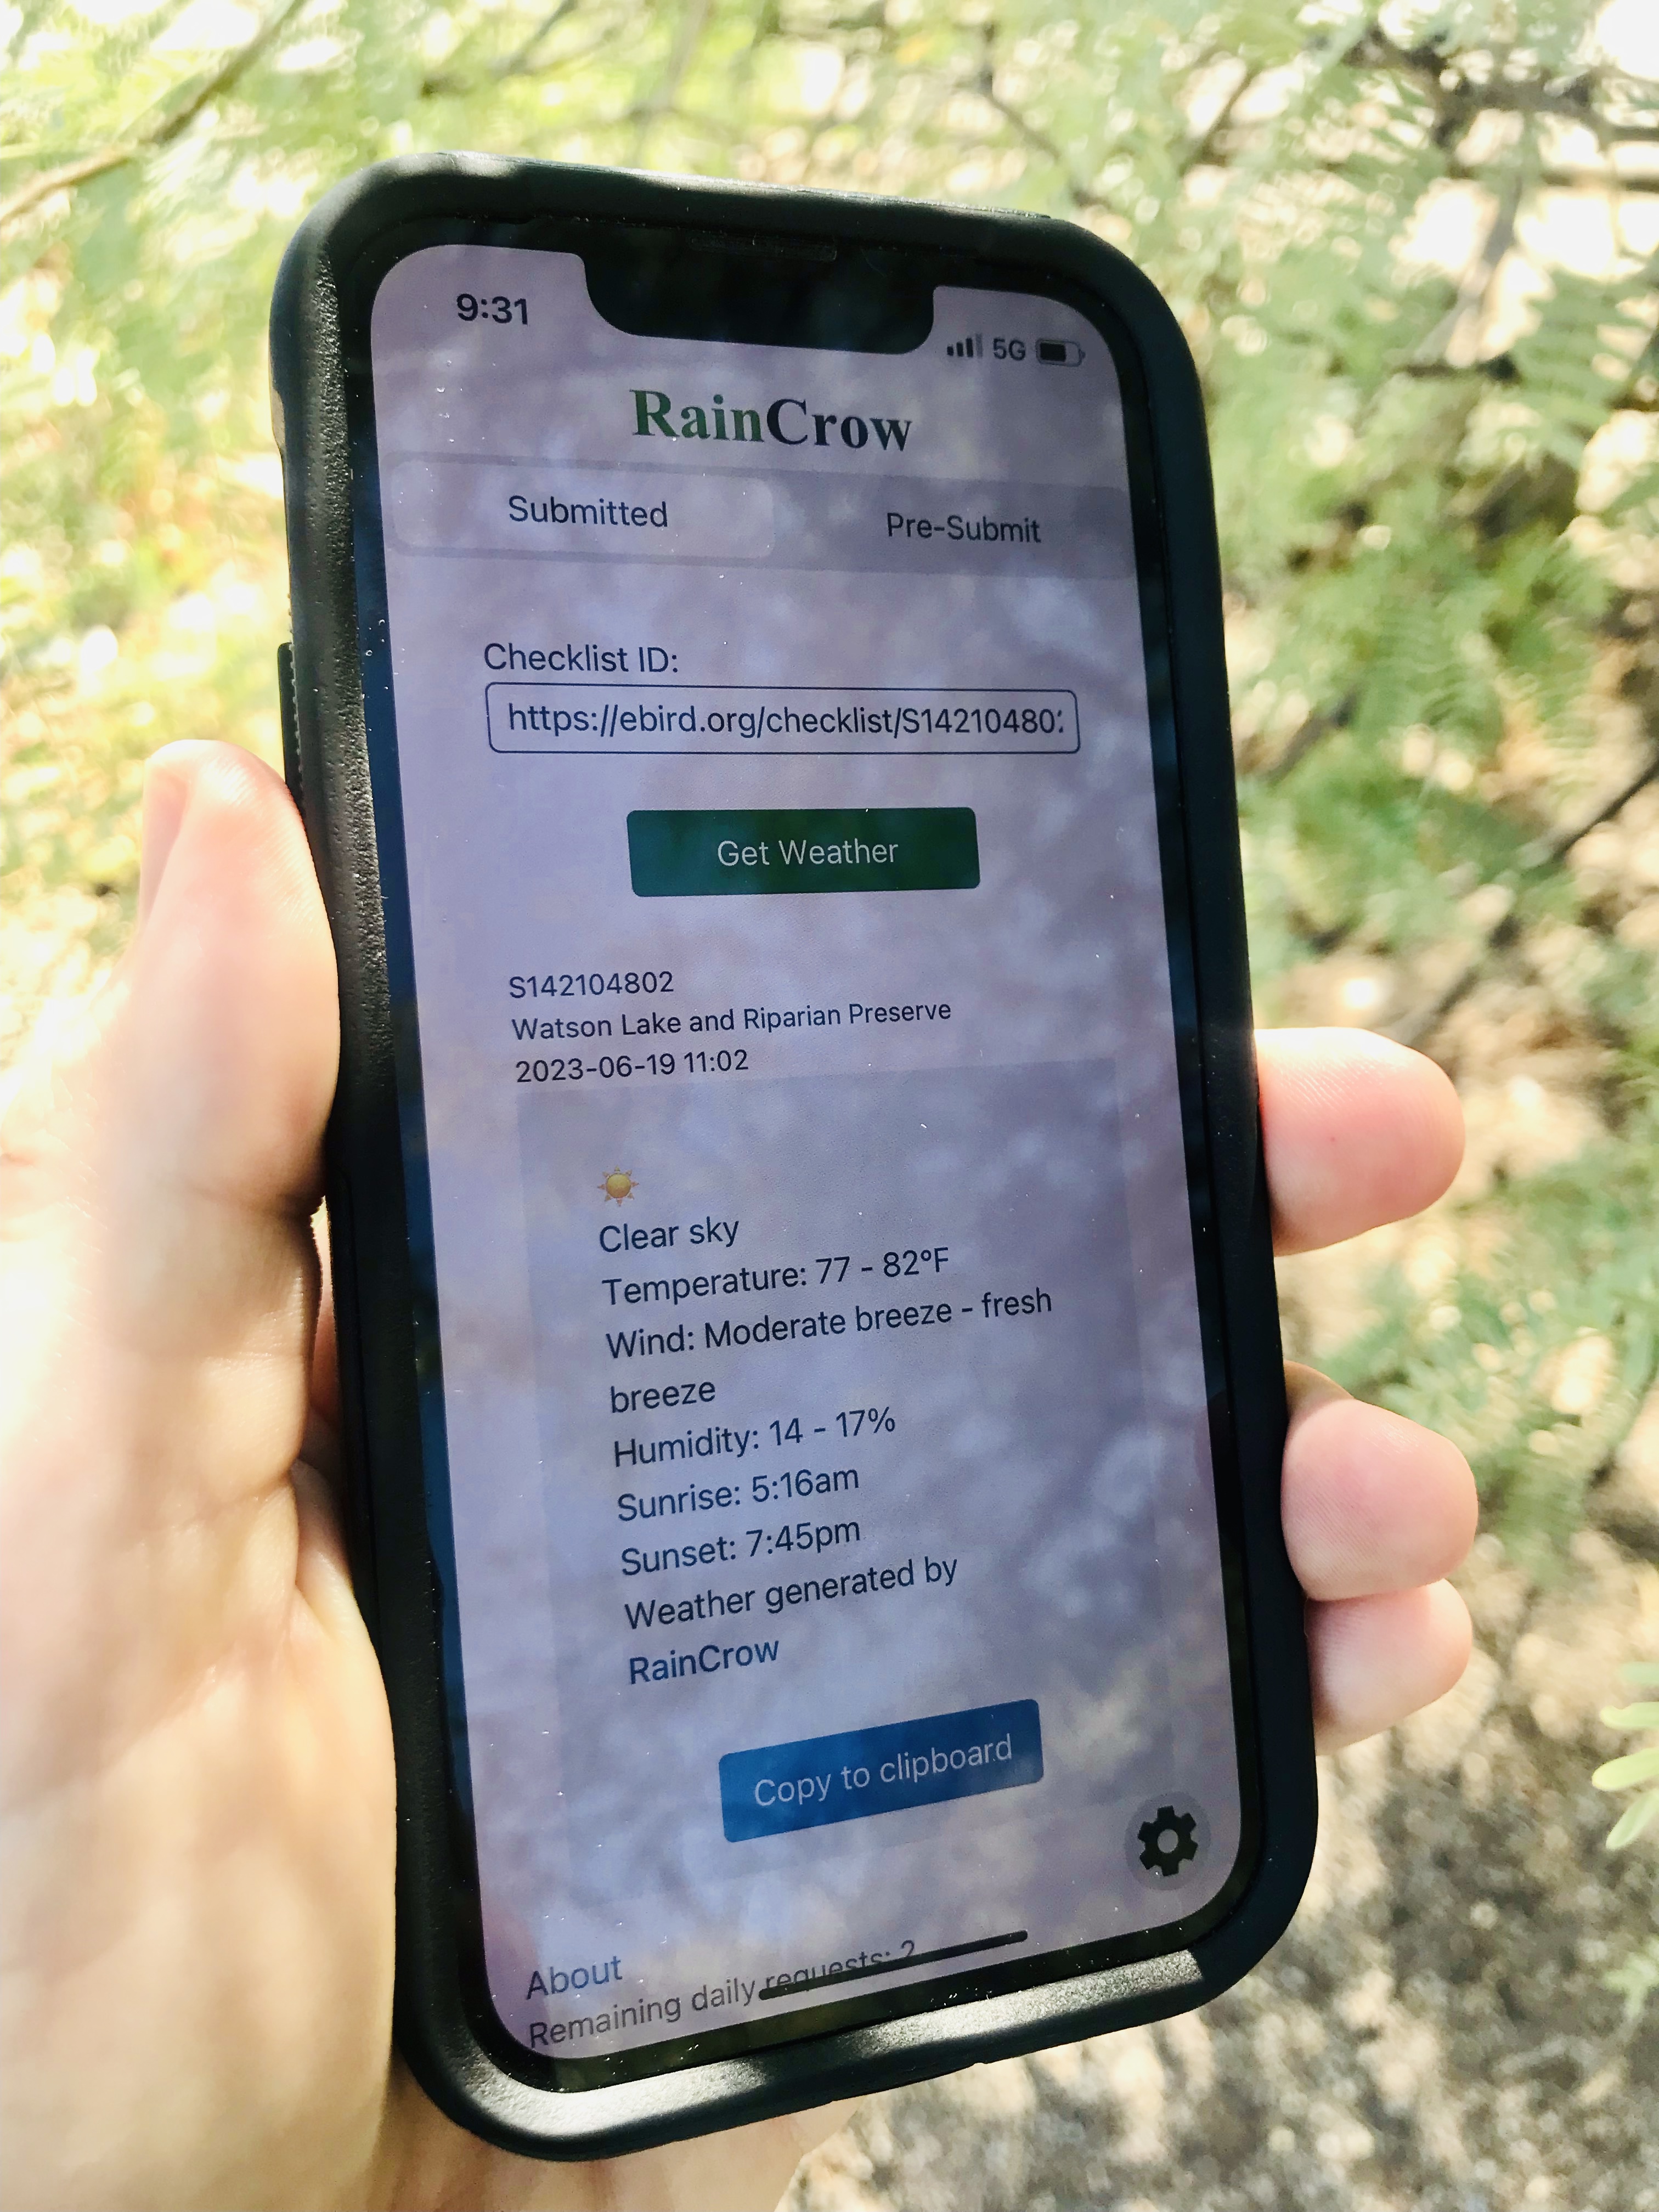 9:31
5G
RainCrow
Submitted Pre-Submit
Checklist ID:
https://ebird.org/checklist/S14210480
Get Weather
S142104802
Watson Lake and Riparian Preserve
2023-06-19 11:02
Clear sky
Temperature: 77 - 82°F
Wind: Moderate breeze - fresh
breeze
Humidity: 14 - 17%
Sunrise: 5:16am
Sunset: 7:45pm
Weather generated by
RainCrow
Copy to clipboard
About
Remaining daily requests: 2